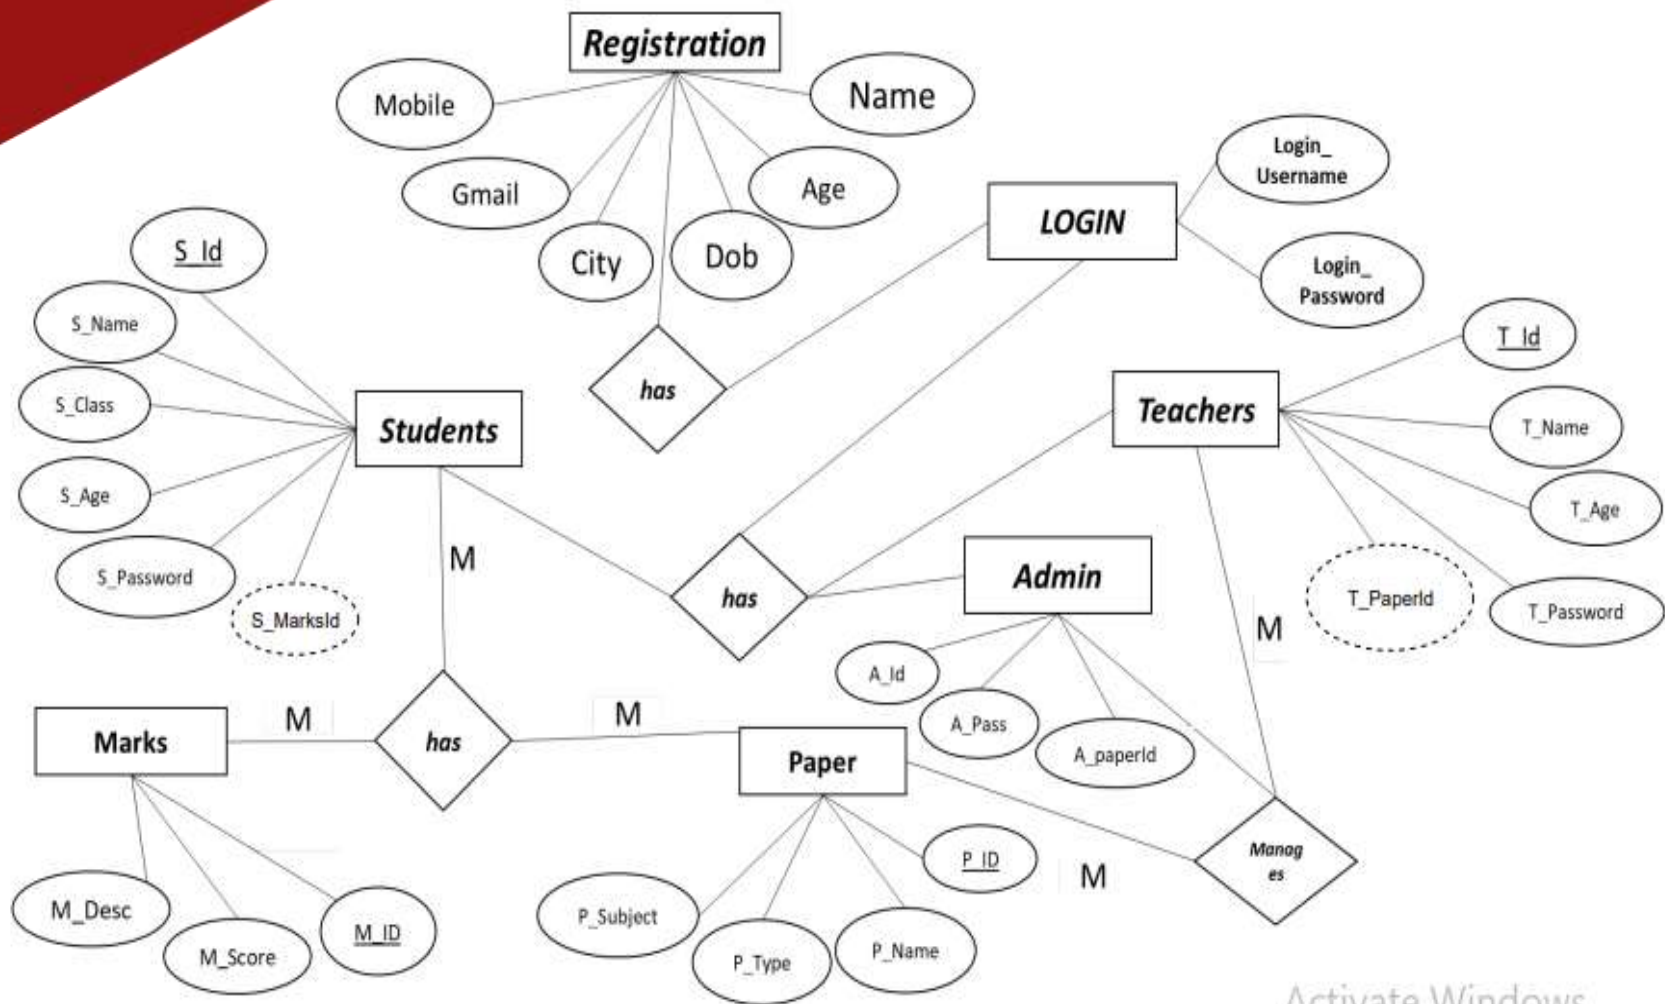 Registration
Mobile
Name
Gmail
Age
City
Dob
has
LOGIN
Login_
Username
Login_
Password
S_Id
S_Name
S_Class
S_Age
S_Password
S_MarksId
Students
M
has
Teachers
T_Id
T_Name
T_Age
T_PaperId
T_Password
M
Admin
A_Id
A_Pass
A_paperId
Marks
M
has
M
Paper
M_Desc
M_Score
M_ID
P_Subject
P_Type
P_Name
P_ID
M
Manag
es
Activate Windows